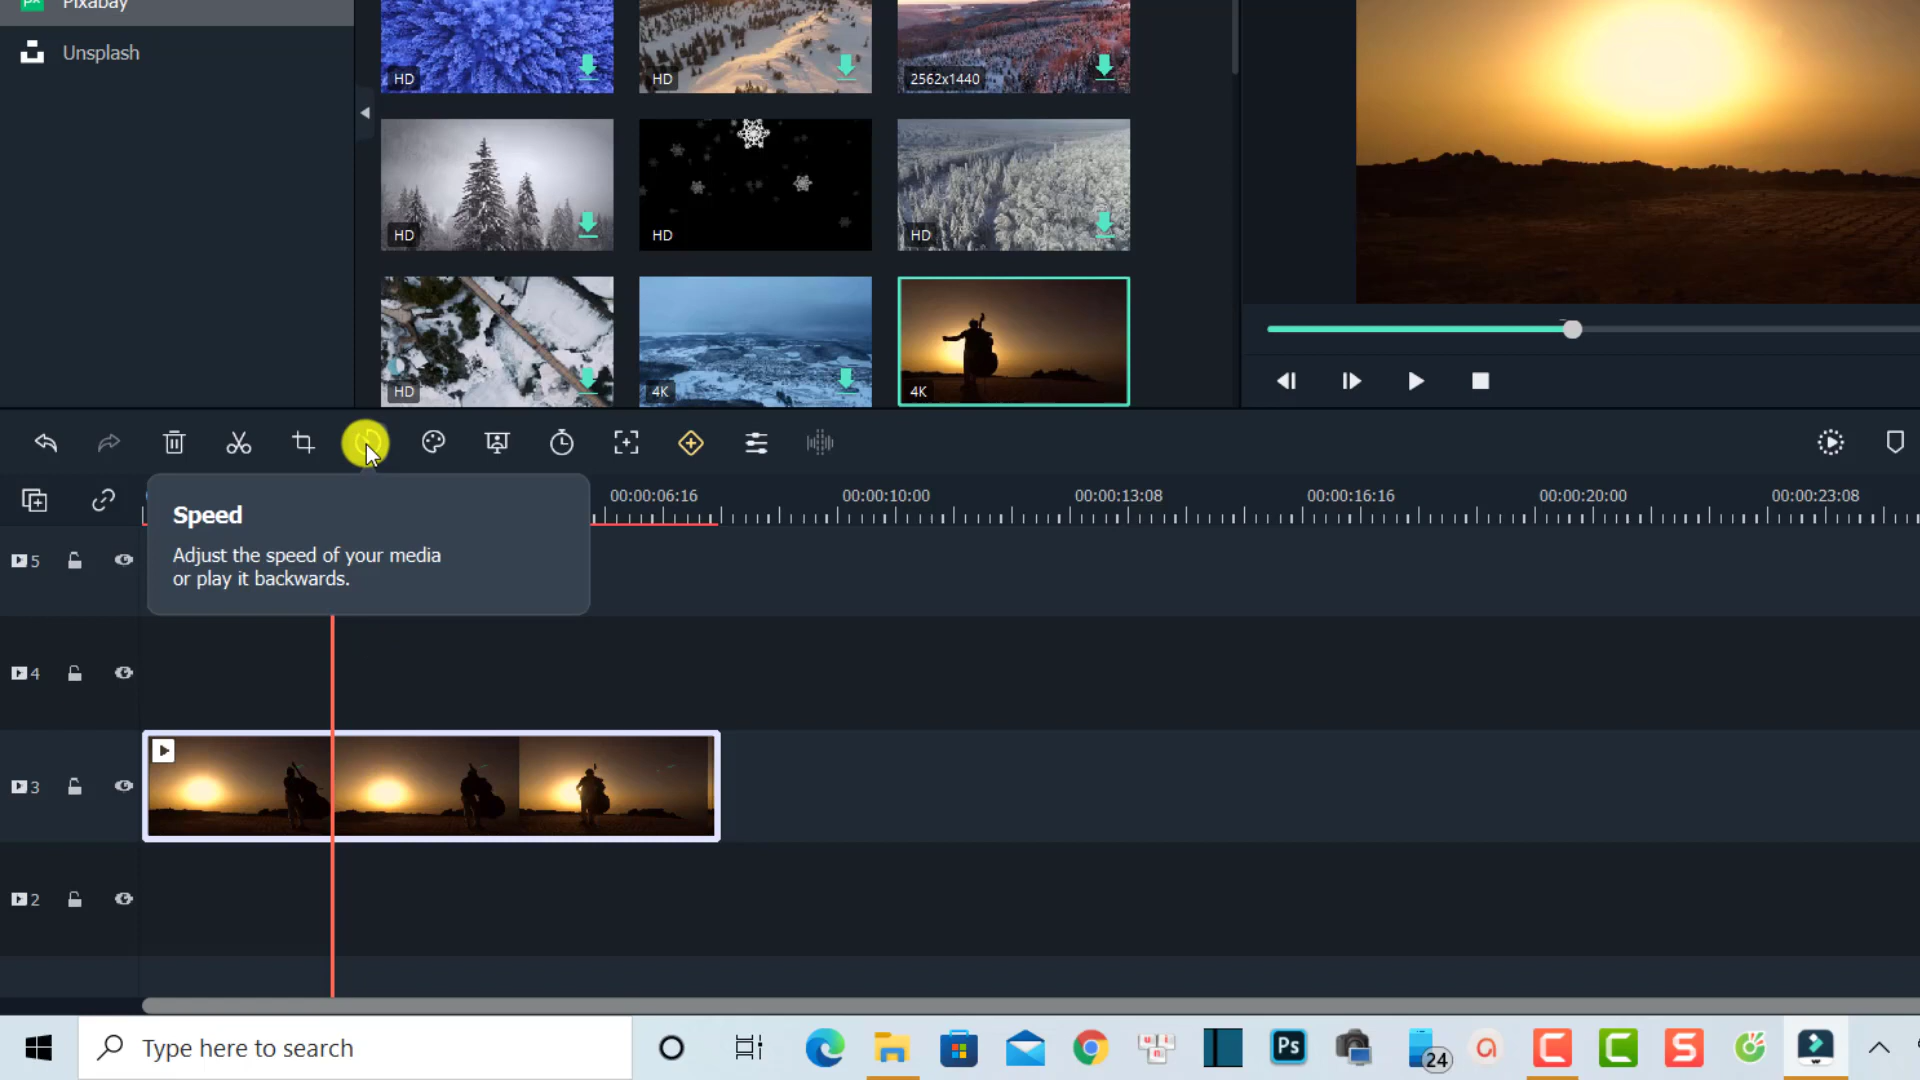 Pixabay
Unsplash
HD
HD
2562x1440
HD
HD
HD
HD
4K
4K
00:00:06:16
00:00:10:00
00:00:13:08
00:00:16:16
00:00:20:00
00:00:23:08
Speed
Adjust the speed of your media
or play it backwards.
5
4
3
2
Type here to search
Ps
24